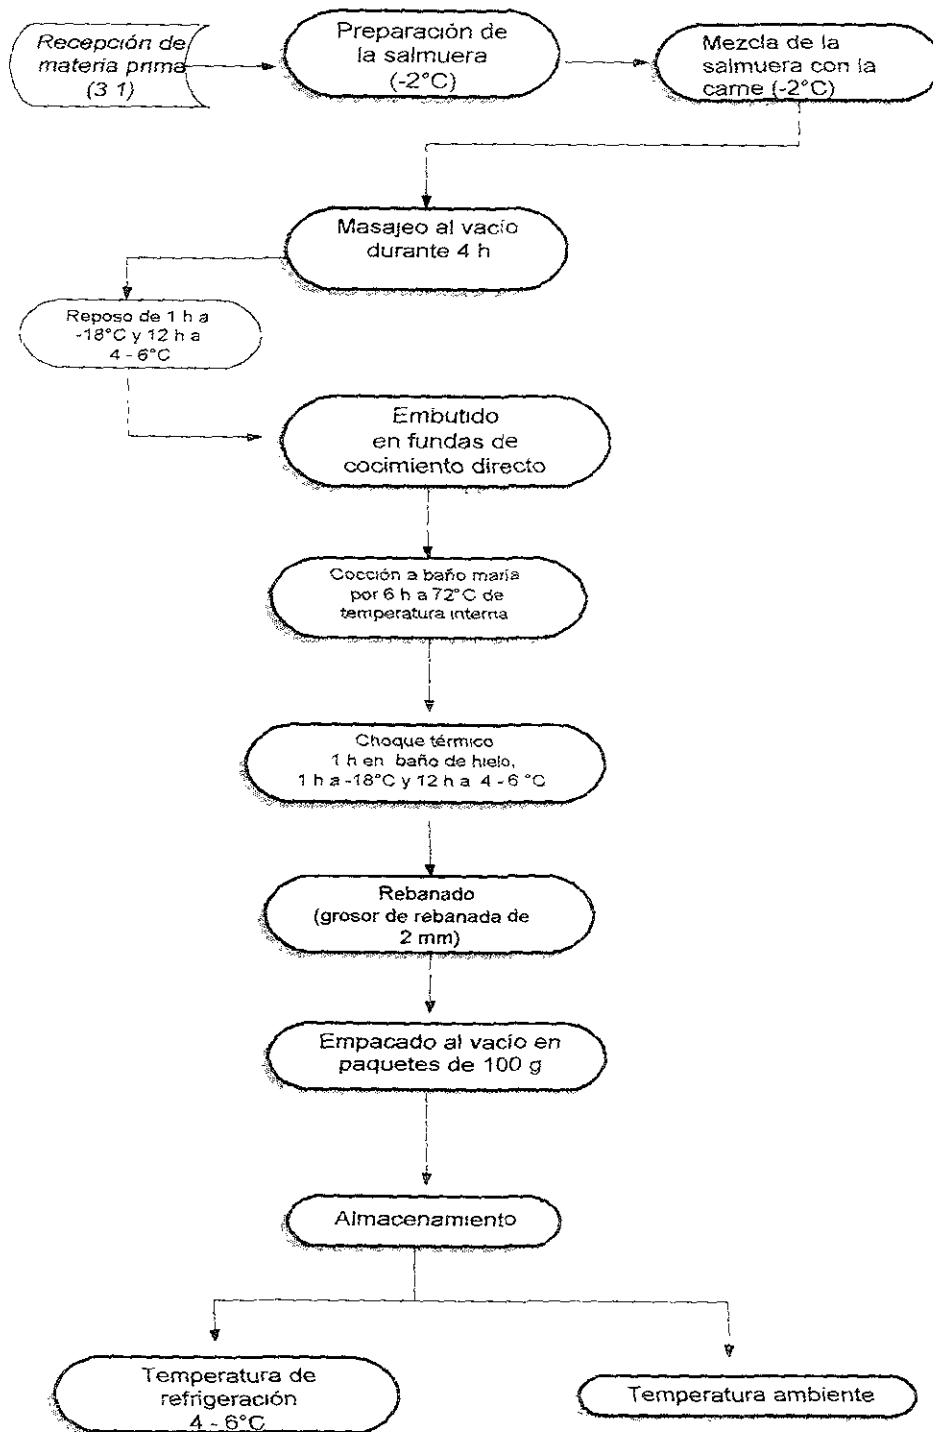 Recepción de
materia prima
(3 1)
Preparación de
la salmuera
(-2°C)
Mezcla de la
salmuera con la
carne (-2°C)
Masajeo al vacío
durante 4 h
Reposo de 1 h a
-18°C y 12 h a
4 - 6°C
Embutido
en fundas de
cocimiento directo
Cocción a baño maría
por 6 h a 72°C de
temperatura interna
Choque térmico
1 h en baño de hielo,
1 h a -18°C y 12 h a 4 - 6 °C
Rebanado
(grosor de rebanada de
2 mm)
Empacado al vacío en
paquetes de 100 g
Almacenamiento
Temperatura de
refrigeración
4 - 6°C
Temperatura ambiente